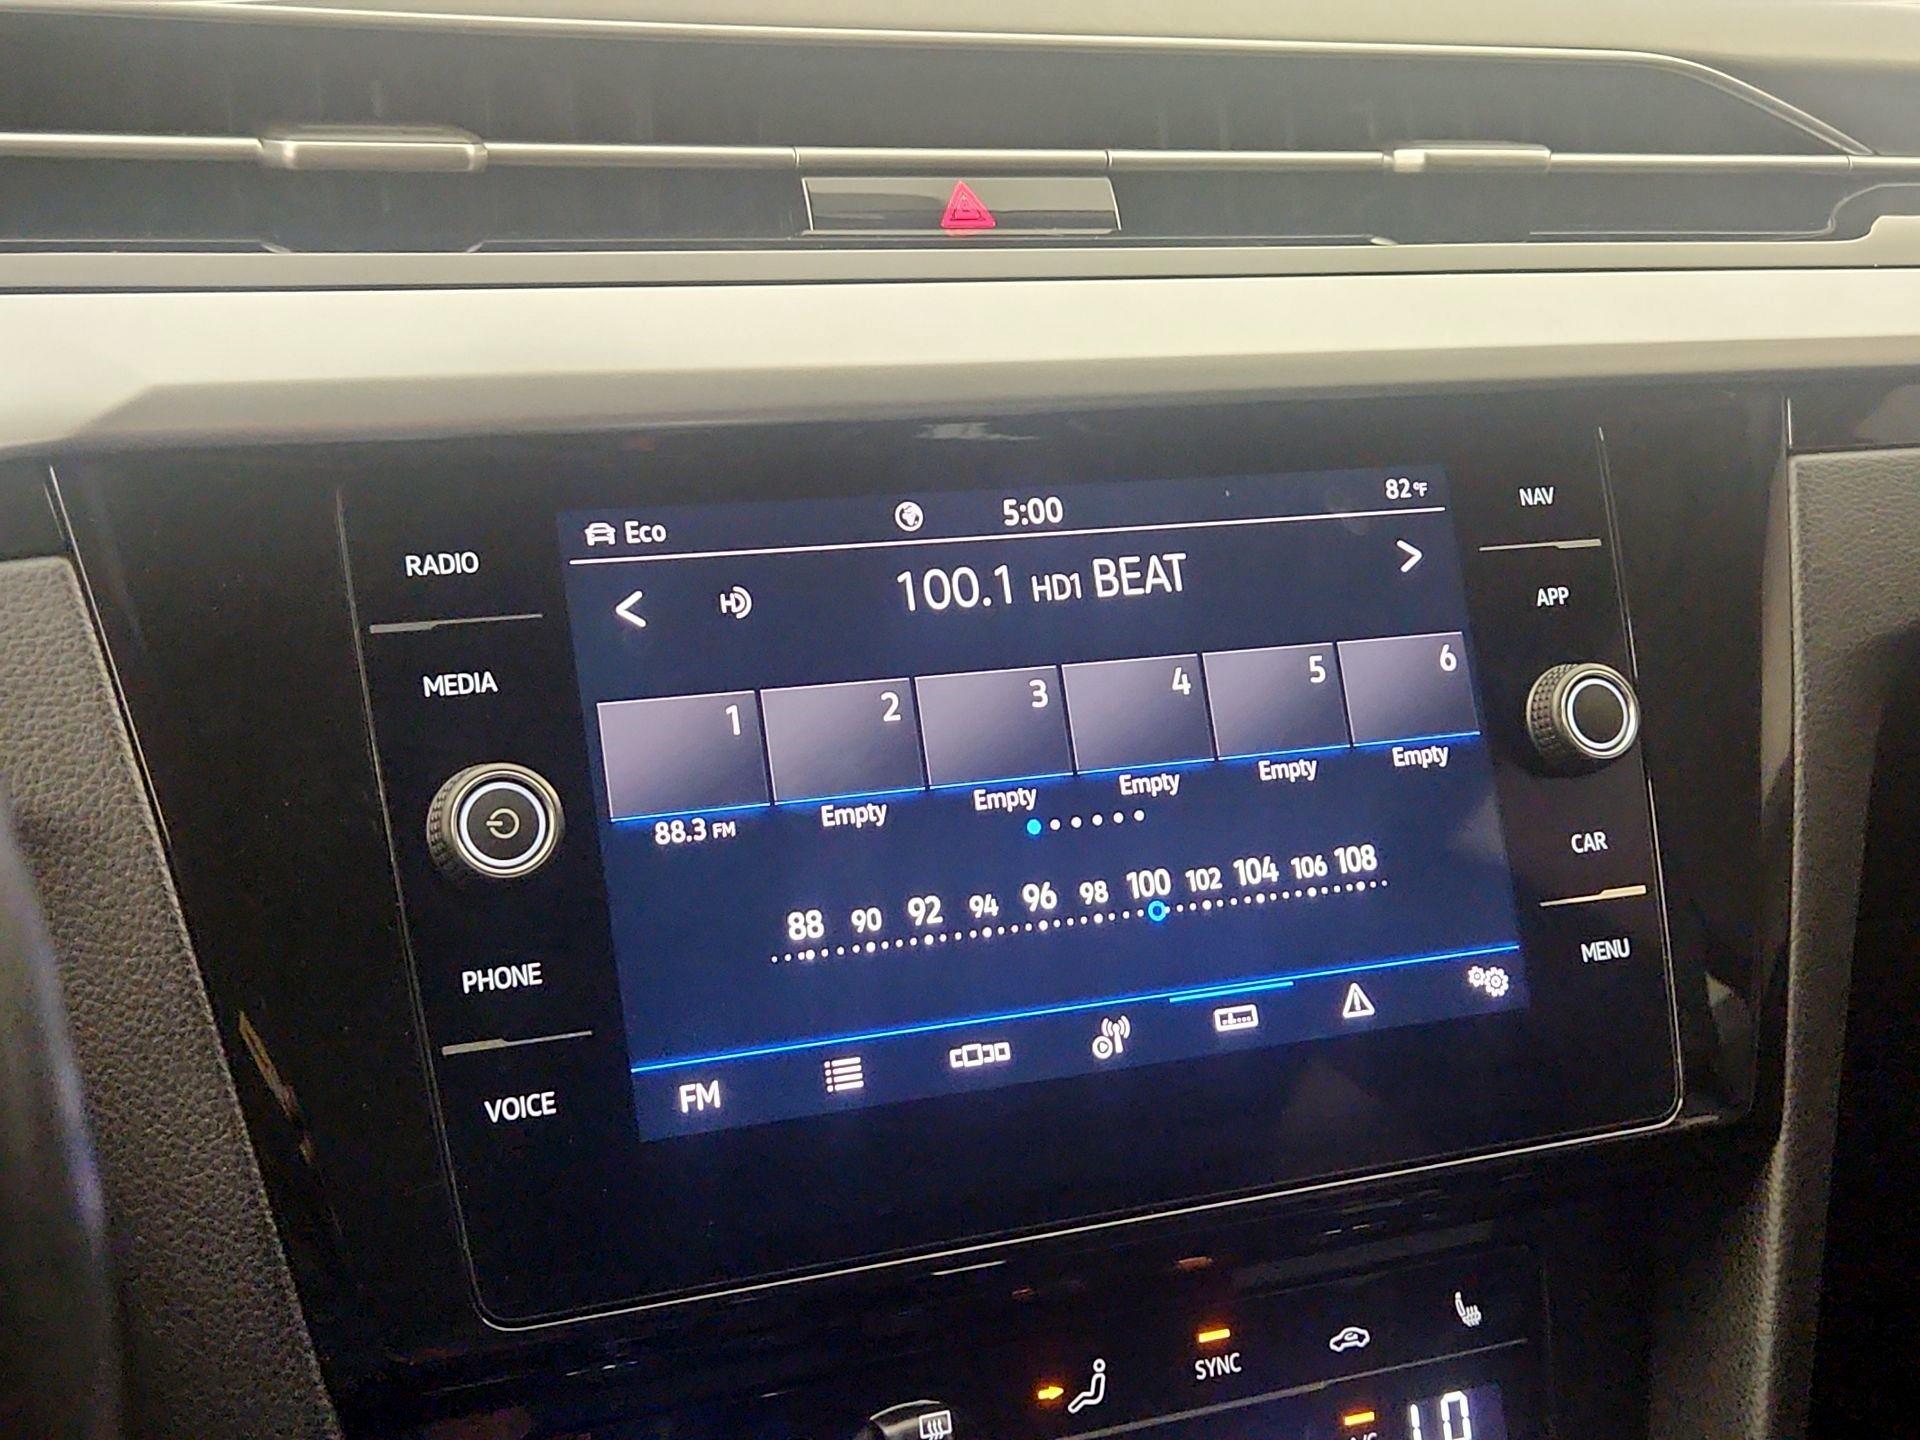 Eco 5:00 82°F
RADIO
MEDIA
PHONE
VOICE
NAV
APP
CAR
MENU
HD 100.1 HD1 BEAT
1 2 3 4 5 6
88.3 FM Empty Empty Empty Empty Empty
88 90 92 94 96 98 100 102 104 106 108
FM
SYNC